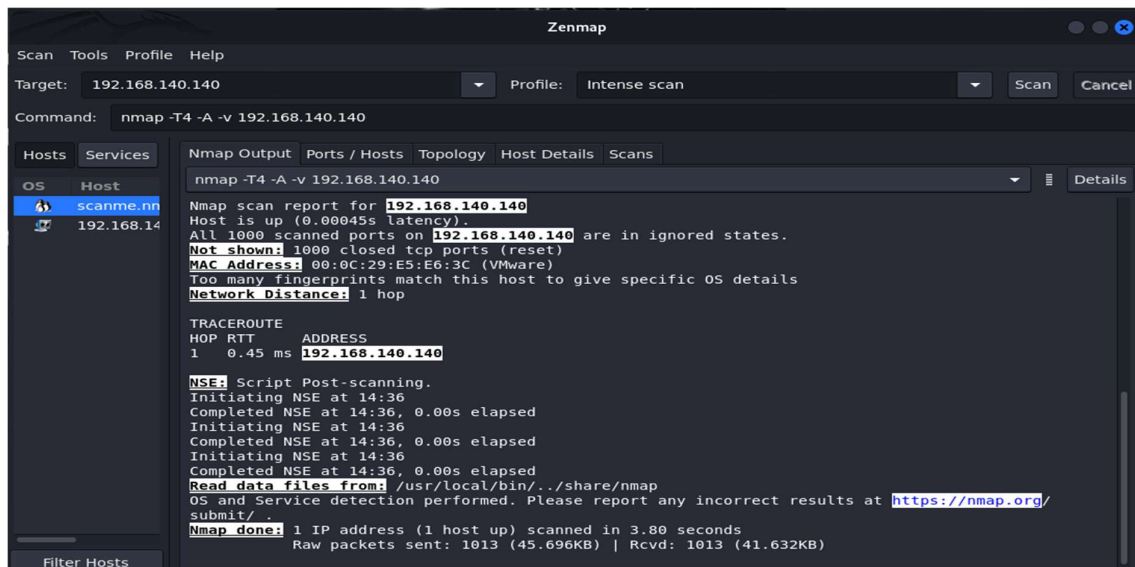 Zenmap
Scan Tools Profile Help
Target: 192.168.140.140 Profile: Intense scan Scan Cancel
Command: nmap -T4 -A -v 192.168.140.140
Hosts Services Nmap Output Ports / Hosts Topology Host Details Scans
OS Host nmap -T4 -A -v 192.168.140.140 Details
scanme.nn
192.168.14
Nmap scan report for 192.168.140.140
Host is up (0.00045s latency).
All 1000 scanned ports on 192.168.140.140 are in ignored states.
Not shown: 1000 closed tcp ports (reset)
MAC Address: 00:0C:29:E5:E6:3C (VMware)
Too many fingerprints match this host to give specific OS details
Network Distance: 1 hop
TRACEROUTE
HOP RTT ADDRESS
1 0.45 ms 192.168.140.140
NSE: Script Post-scanning.
Initiating NSE at 14:36
Completed NSE at 14:36, 0.00s elapsed
Initiating NSE at 14:36
Completed NSE at 14:36, 0.00s elapsed
Initiating NSE at 14:36
Completed NSE at 14:36, 0.00s elapsed
Read data files from: /usr/local/bin/../share/nmap
OS and Service detection performed. Please report any incorrect results at https://nmap.org/
submit/ .
Nmap done: 1 IP address (1 host up) scanned in 3.80 seconds
Raw packets sent: 1013 (45.696KB) | Rcvd: 1013 (41.632KB)
Filter Hosts